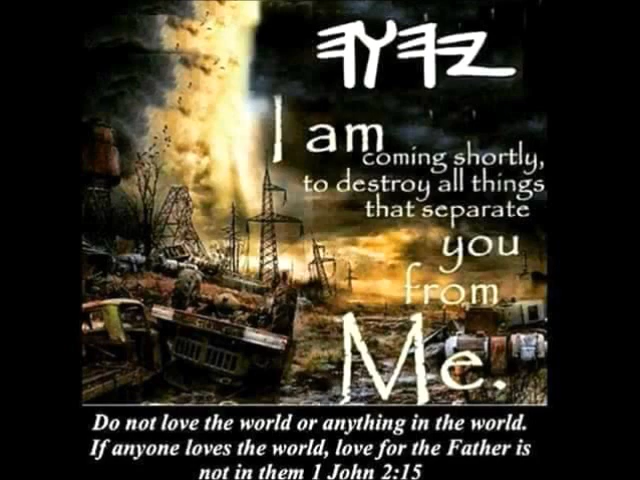 𐤉𐤄𐤅𐤄
I am
coming shortly,
to destroy all things
that separate
you
from
Me.
Do not love the world or anything in the world.
If anyone loves the world, love for the Father is
not in them 1 John 2:15